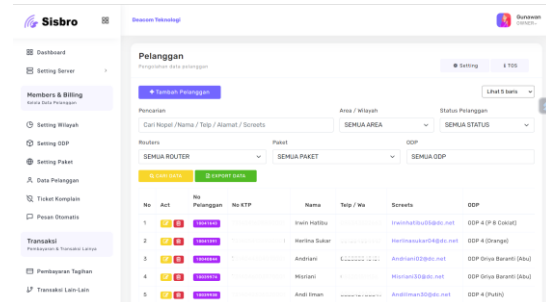 Sisbro
Deacom Teknologi
Gunawan
OWNER
Dashboard
Setting Server
Members & Billing
Kelola Data Pelanggan
Setting Wilayah
Setting ODP
Setting Paket
Data Pelanggan
Ticket Komplain
Pesan Otomatis
Transaksi
Pembayaran & Transaksi Lainya
Pembayaran Tagihan
Transaksi Lain-Lain
Pelanggan
Pengolahan data pelanggan
Setting
$ TOS
+ Tambah Pelanggan
Lihat 5 baris
Pencarian
Area / Wilayah
Status Pelanggan
Cari Nopel /Nama / Telp / Alamat / Screets
SEMUA AREA
SEMUA STATUS
Routers
Paket
ODP
SEMUA ROUTER
SEMUA PAKET
SEMUA ODP
CARI DATA
EXPORT DATA
No Act No Pelanggan No KTP Nama Telp / Wa Screets ODP
1 Irwin Hatibu Irwinhatibu05@dc.net ODP 4 (P B Coklat)
2 Herlina Sukar Herlinasukar04@dc.net ODP 4 (Orange)
3 Andriani Andriani02@dc.net ODP Griya Baranti (Abu)
4 Misriani Misriani30@dc.net ODP Griya Baranti (Abu)
5 Andi Ilman Andiilman30@dc.net ODP 4 (Putih)